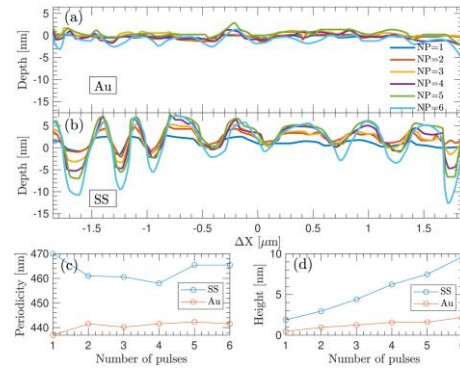 (a)
5
0
-5
-10
-15
Depth [nm]
Au
NP=1
NP=2
NP=3
NP=4
NP=5
NP=6
(b)
5
0
-5
-10
-15
Depth [nm]
SS
-1.5 -1 -0.5 0 0.5 1 1.5
ΔX [μm]
(c)
470
460
450
440
Periodicity [nm]
SS
Au
1 2 3 4 5 6
Number of pulses
(d)
10
5
0
Height [nm]
SS
Au
1 2 3 4 5 6
Number of pulses